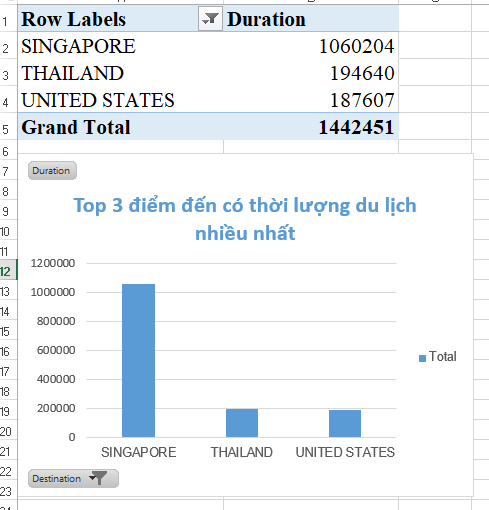 1 Row Labels Duration
2 SINGAPORE 1060204
3 THAILAND 194640
4 UNITED STATES 187607
5 Grand Total 1442451
6
7 Duration
8
9 Top 3 điểm đến có thời lượng du lịch
10 nhiều nhất
11
12 1200000
13 1000000
14 800000
15
16 600000 Total
17
18 400000
19 200000
20 0
21 SINGAPORE THAILAND UNITED STATES
22 Destination
23